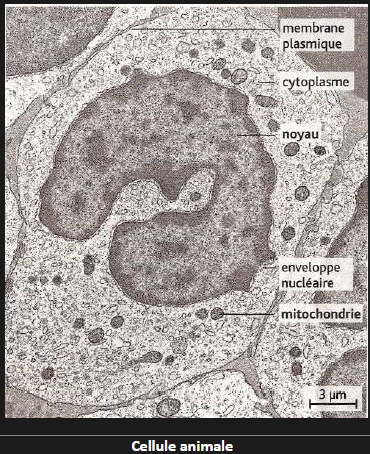 membrane
plasmique
cytoplasme
noyau
enveloppe
nucléaire
mitochondrie
3 µm
Cellule animale